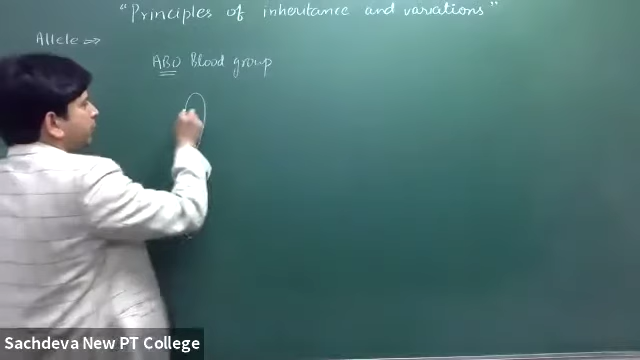 "Principles of inheritance and variations"
Allele ⇒
ABO Blood group
Sachdeva New PT College